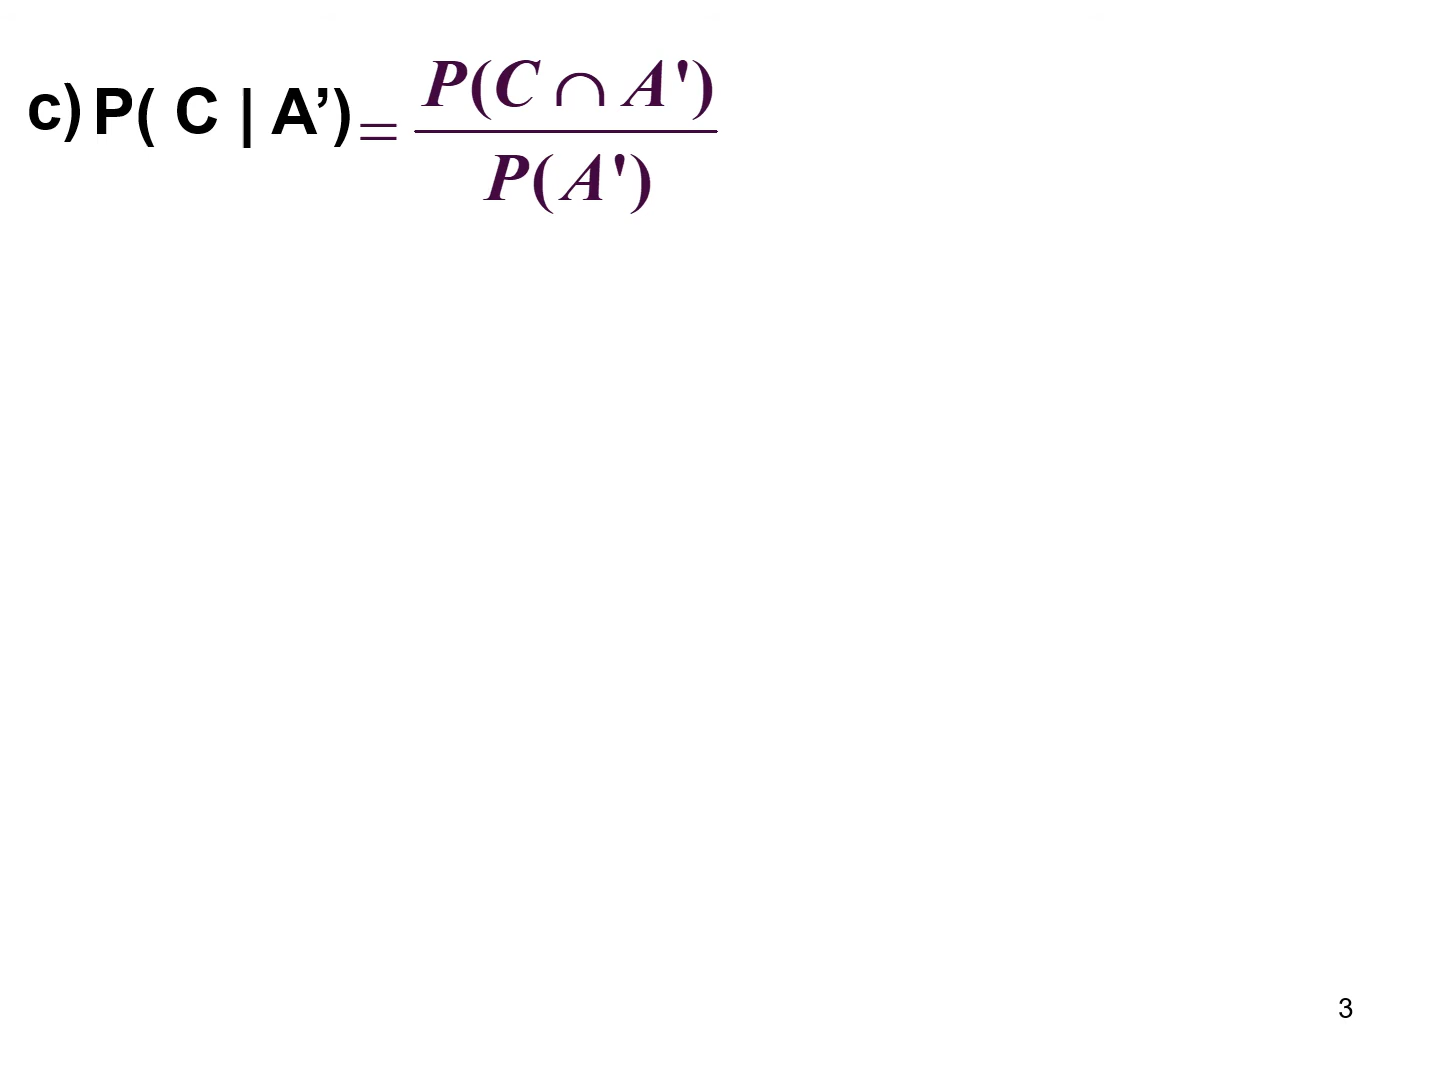 c) P( C | A’) = P(C ∩ A') / P(A')
3